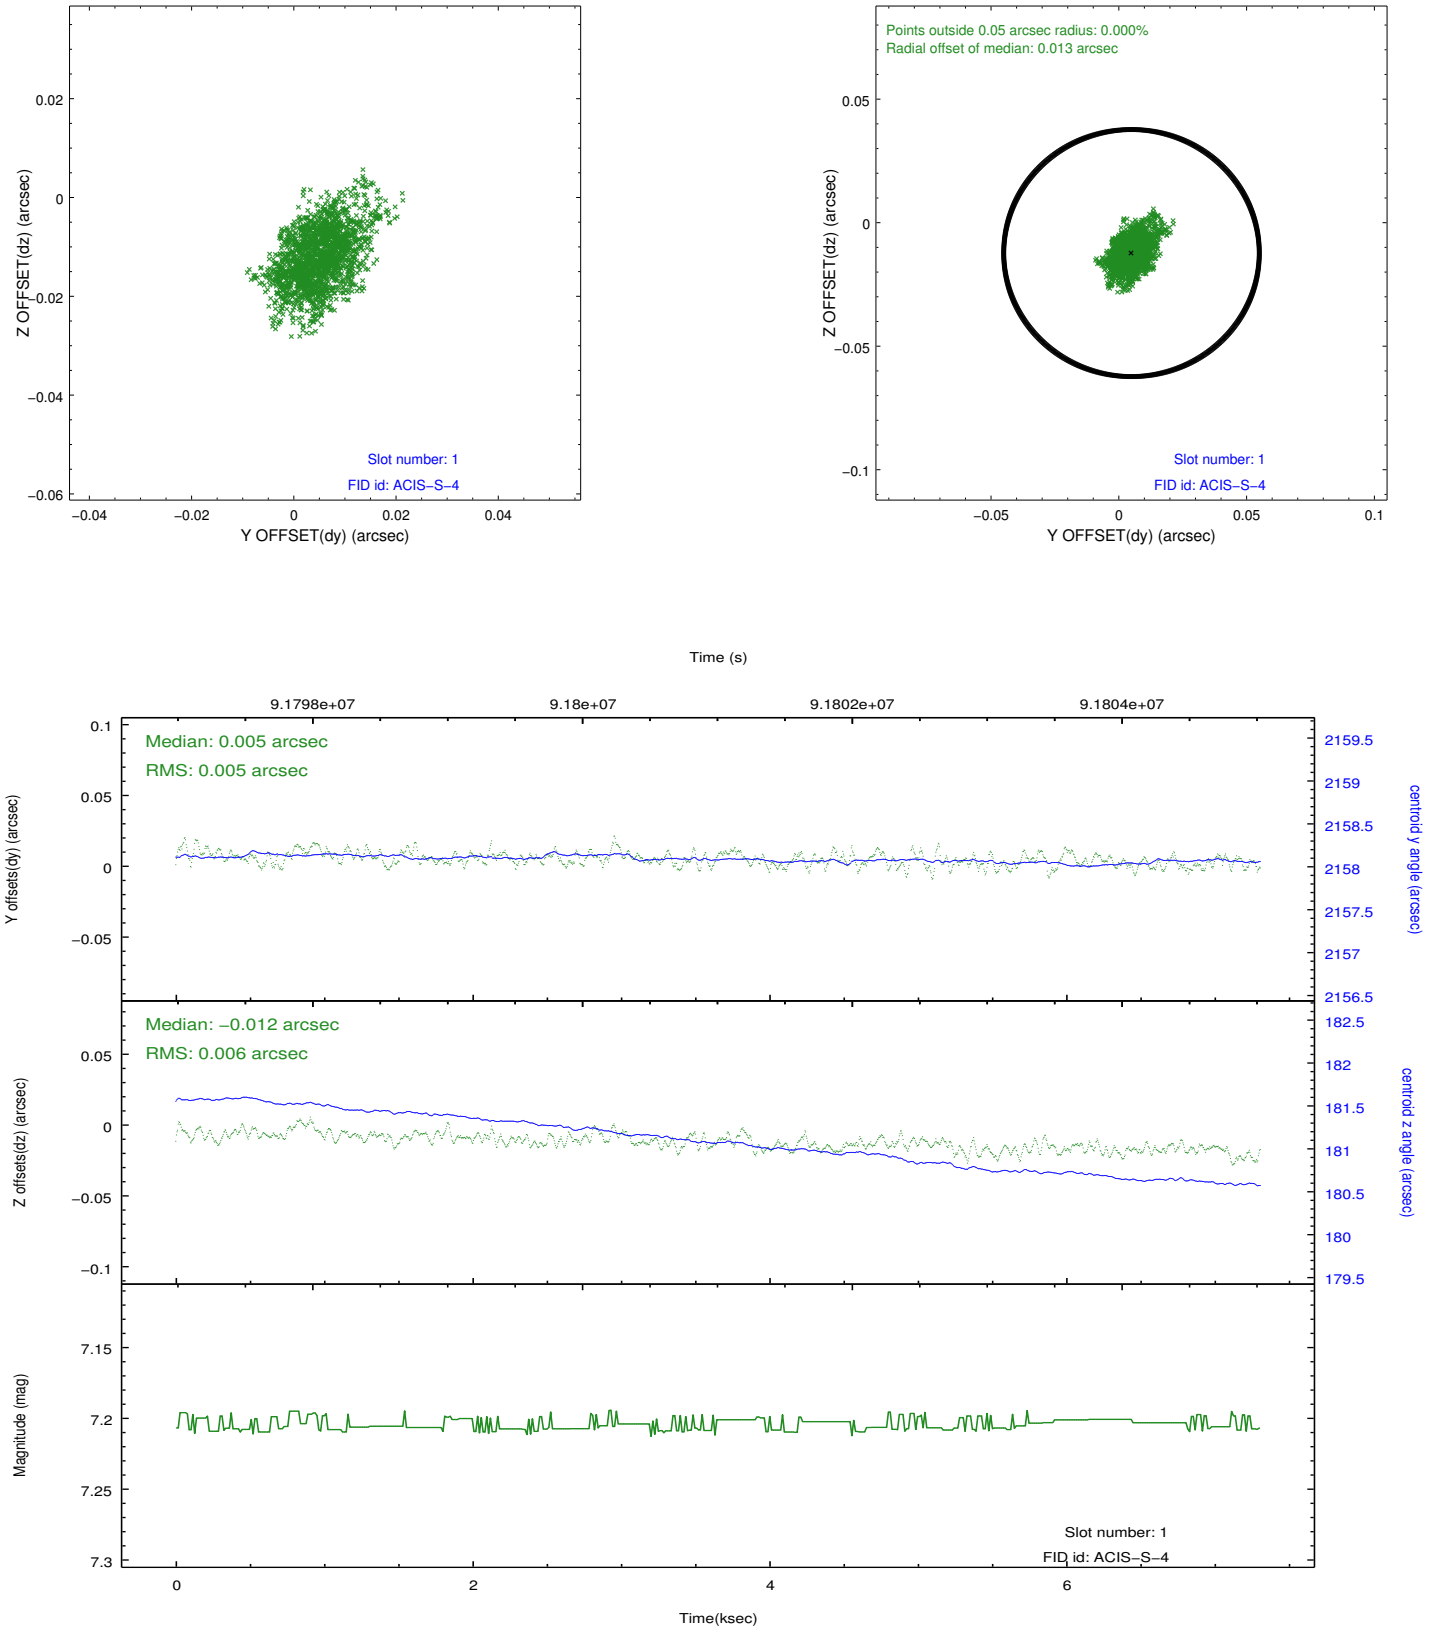 0.02
0
−0.02
−0.04
−0.06
Z OFFSET(dz) (arcsec)
Slot number: 1
FID id: ACIS−S−4
−0.04 −0.02 0 0.02 0.04
Y OFFSET(dy) (arcsec)
Points outside 0.05 arcsec radius: 0.000%
Radial offset of median: 0.013 arcsec
0.05
0
−0.05
−0.1
Z OFFSET(dz) (arcsec)
Slot number: 1
FID id: ACIS−S−4
−0.05 0 0.05 0.1
Y OFFSET(dy) (arcsec)
Time (s)
9.1798e+07 9.18e+07 9.1802e+07 9.1804e+07
0.1
0.05
0
−0.05
Y offsets(dy) (arcsec)
Median: 0.005 arcsec
RMS: 0.005 arcsec
2159.5
2159
2158.5
2158
2157.5
2157
2156.5
centroid y angle (arcsec)
0.05
0
−0.05
−0.1
Z offsets(dz) (arcsec)
Median: −0.012 arcsec
RMS: 0.006 arcsec
182.5
182
181.5
181
180.5
180
179.5
centroid z angle (arcsec)
7.15
7.2
7.25
7.3
Magnitude (mag)
Slot number: 1
FID id: ACIS−S−4
0 2 4 6
Time(ksec)